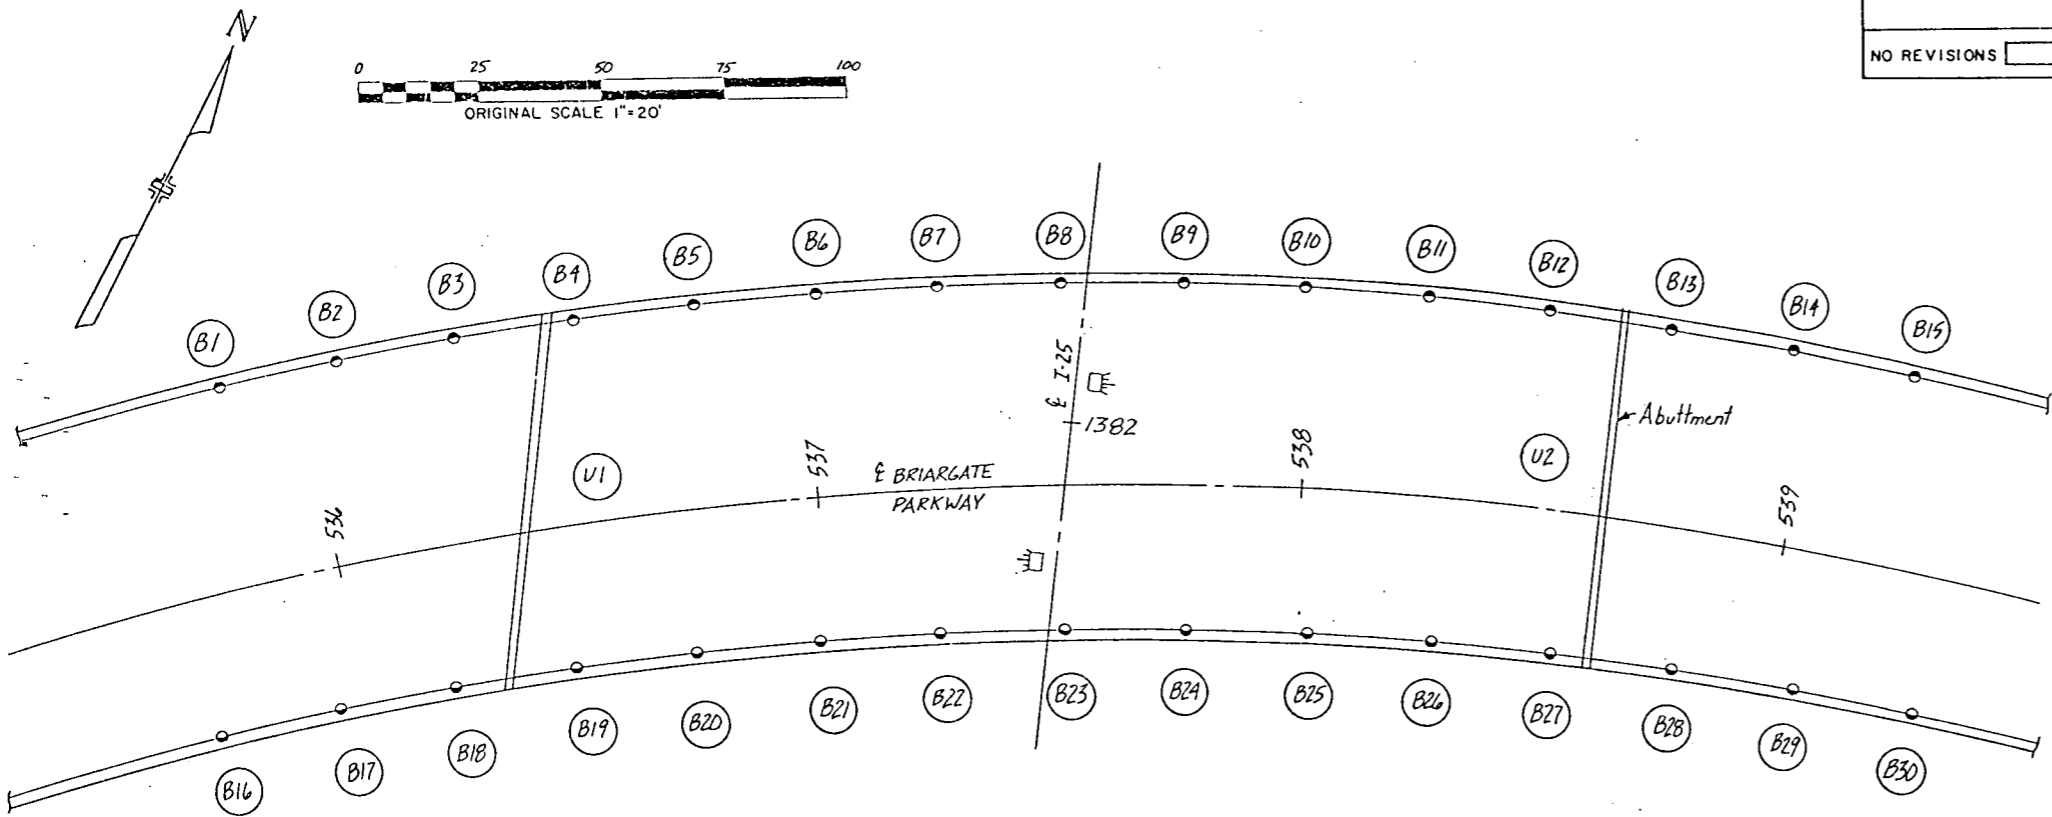 N
0 25 50 75 100
ORIGINAL SCALE 1"=20'
NO REVISIONS
B1
B2
B3
B4
B5
B6
B7
B8
B9
B10
B11
B12
B13
B14
B15
℄ I-25
1382
Abuttment
U1
U2
536
537
538
539
℄ BRIARGATE
PARKWAY
B16
B17
B18
B19
B20
B21
B22
B23
B24
B25
B26
B27
B28
B29
B30